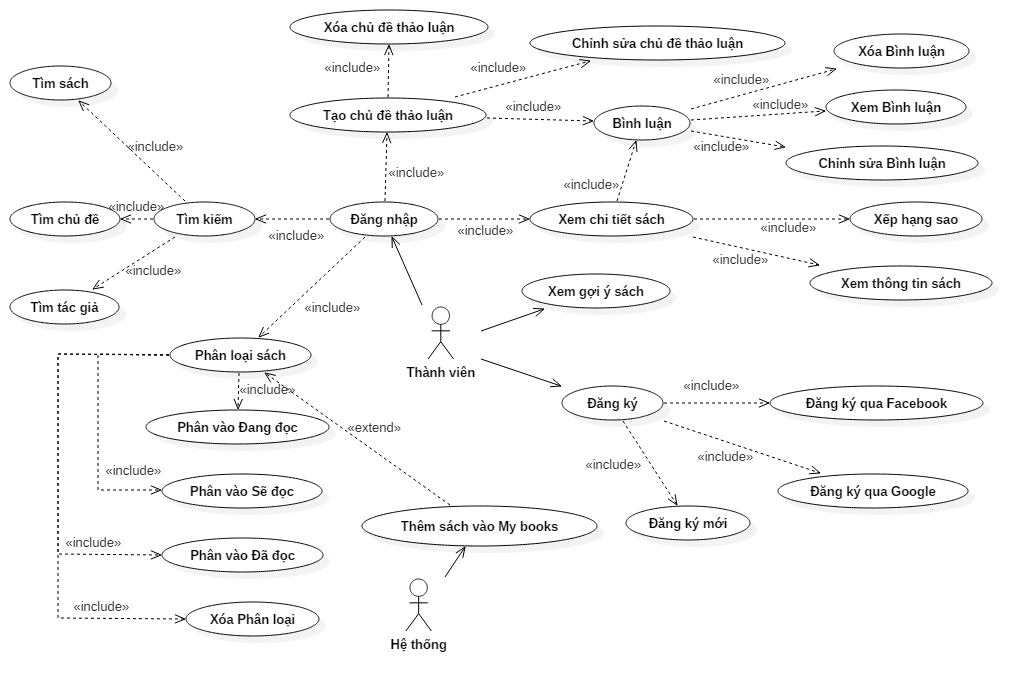 Xóa chủ đề thảo luận
Chỉnh sửa chủ đề thảo luận
Xóa Bình luận
«include»
«include»
«include»
Tìm sách
Tạo chủ đề thảo luận
«include»
Bình luận
«include»
Xem Bình luận
«include»
«include»
Chỉnh sửa Bình luận
«include»
«include»
«include»
Tìm chủ đề
Tìm kiếm
Đăng nhập
Xem chi tiết sách
Xếp hạng sao
«include»
«include»
«include»
«include»
«include»
Xem thông tin sách
Tìm tác giả
Xem gợi ý sách
«include»
Phân loại sách
Thành viên
«include»
«include»
Đăng ký
Đăng ký qua Facebook
Phân vào Đang đọc
«extend»
«include»
«include»
«include»
Phân vào Sẽ đọc
Đăng ký qua Google
Thêm sách vào My books
Đăng ký mới
«include»
Phân vào Đã đọc
«include»
Xóa Phân loại
Hệ thống